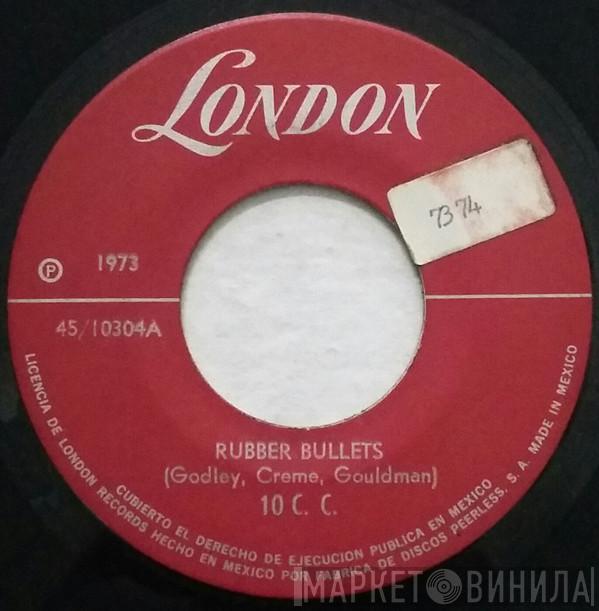 LONDON
73 74
℗ 1973
45/10304A
RUBBER BULLETS
(Godley, Creme, Gouldman)
10 C. C.
CUBIERTO EL DERECHO DE EJECUCION PUBLICA EN MEXICO
LICENCIA DE LONDON RECORDS HECHO EN MEXICO POR FABRICA DE DISCOS PEERLESS, S. A. MADE IN MEXICO
МАРКЕТ ВИНИЛА